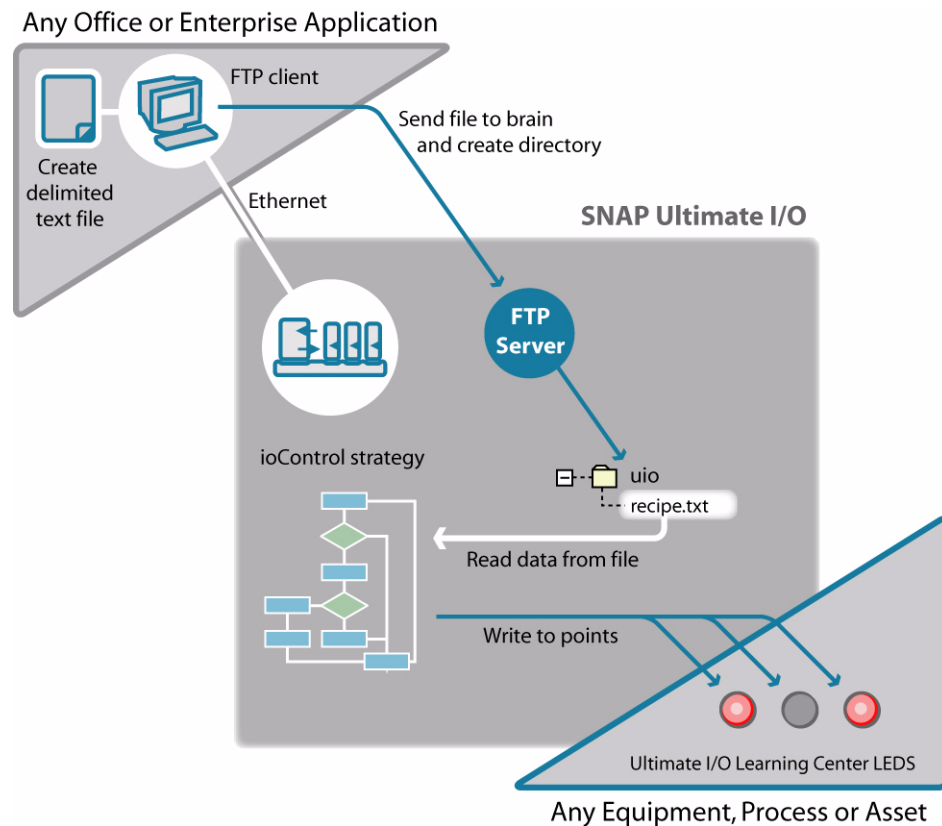 Any Office or Enterprise Application
FTP client
Create
delimited
text file
Send file to brain
and create directory
Ethernet
SNAP Ultimate I/O
FTP
Server
ioControl strategy
uio
recipe.txt
Read data from file
Write to points
Ultimate I/O Learning Center LEDS
Any Equipment, Process or Asset